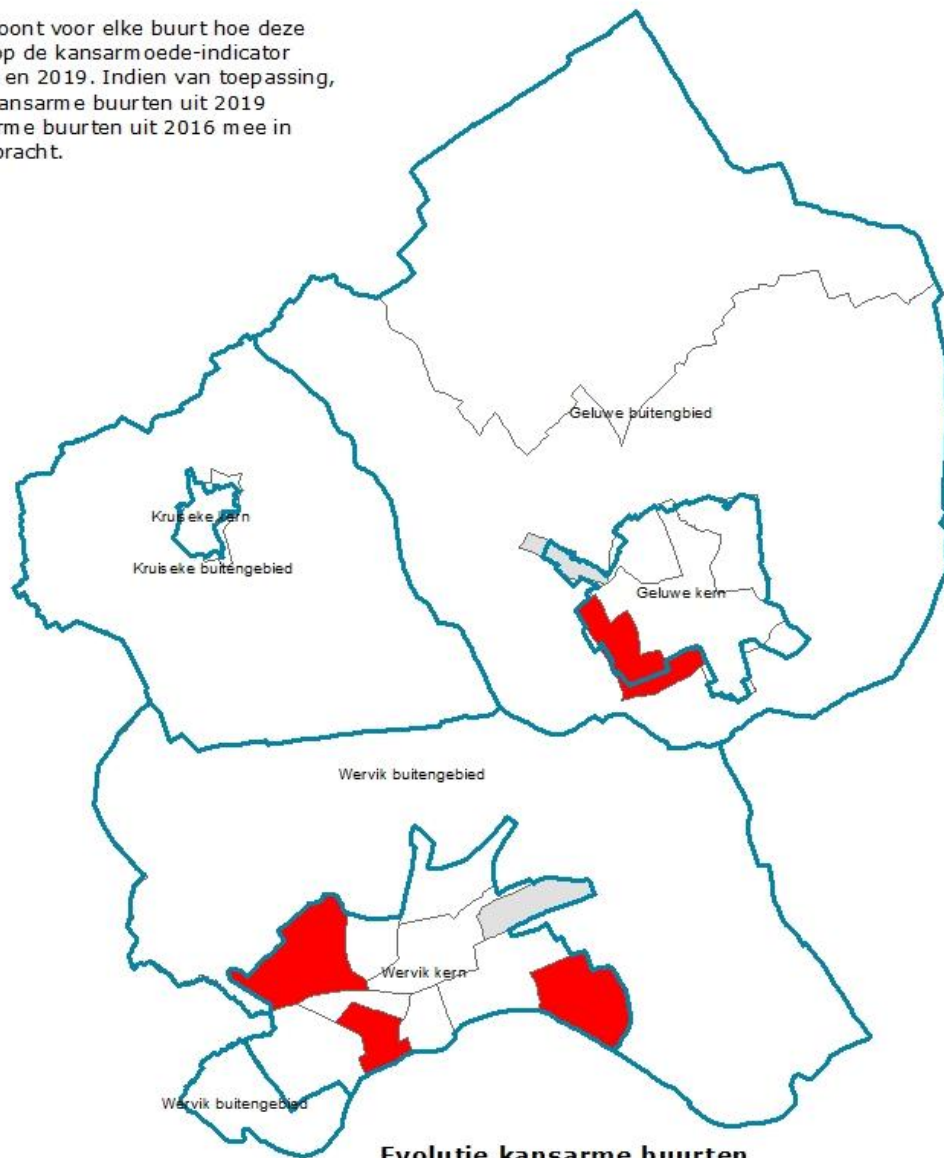 oont voor elke buurt hoe deze
op de kansarmoede-indicator
en 2019. Indien van toepassing,
ansarme buurten uit 2019
rme buurten uit 2016 mee in
bracht.
Geluwe buitengbied
Kruiseke kern
Geluwe kern
Kruiseke buitengebied
Wervik buitengebied
Wervik kern
Wervik buitengebied
Evolutie kansarme buurten